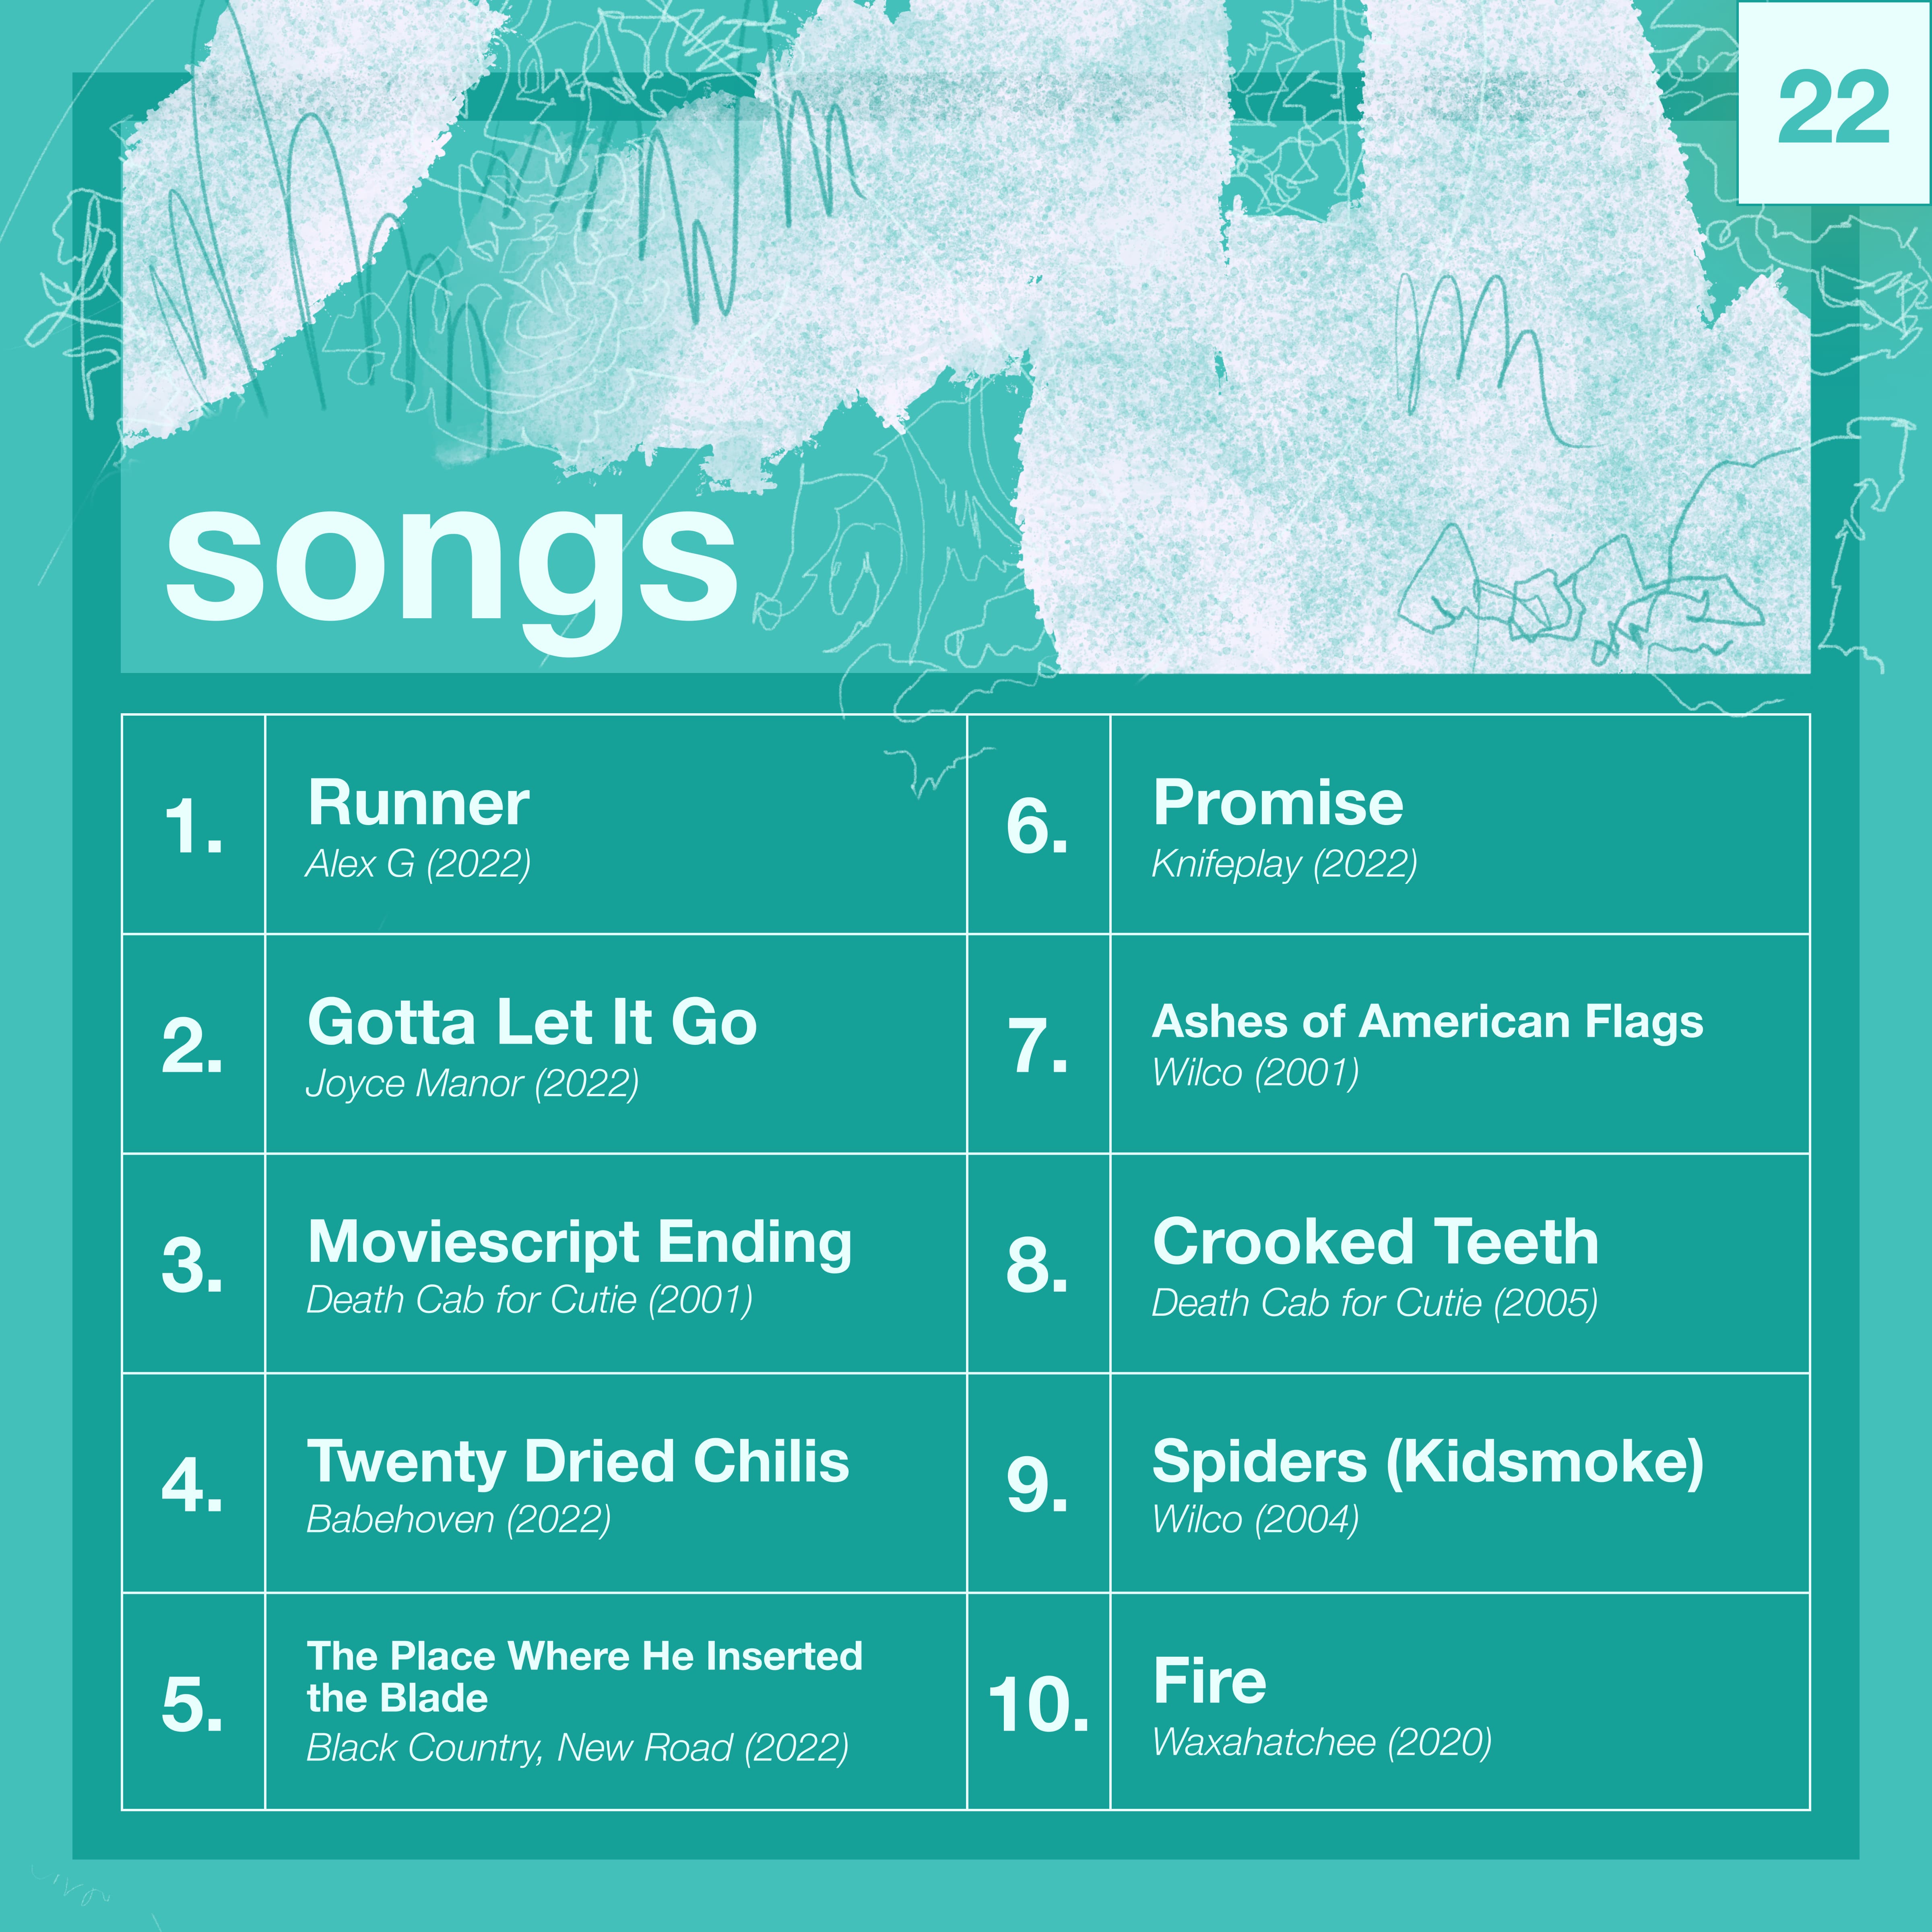 22
songs
1.
Runner
Alex G (2022)
2.
Gotta Let It Go
Joyce Manor (2022)
3.
Moviescript Ending
Death Cab for Cutie (2001)
4.
Twenty Dried Chilis
Babehoven (2022)
5.
The Place Where He Inserted
the Blade
Black Country, New Road (2022)
6.
Promise
Knifeplay (2022)
7.
Ashes of American Flags
Wilco (2001)
8.
Crooked Teeth
Death Cab for Cutie (2005)
9.
Spiders (Kidsmoke)
Wilco (2004)
10.
Fire
Waxahatchee (2020)